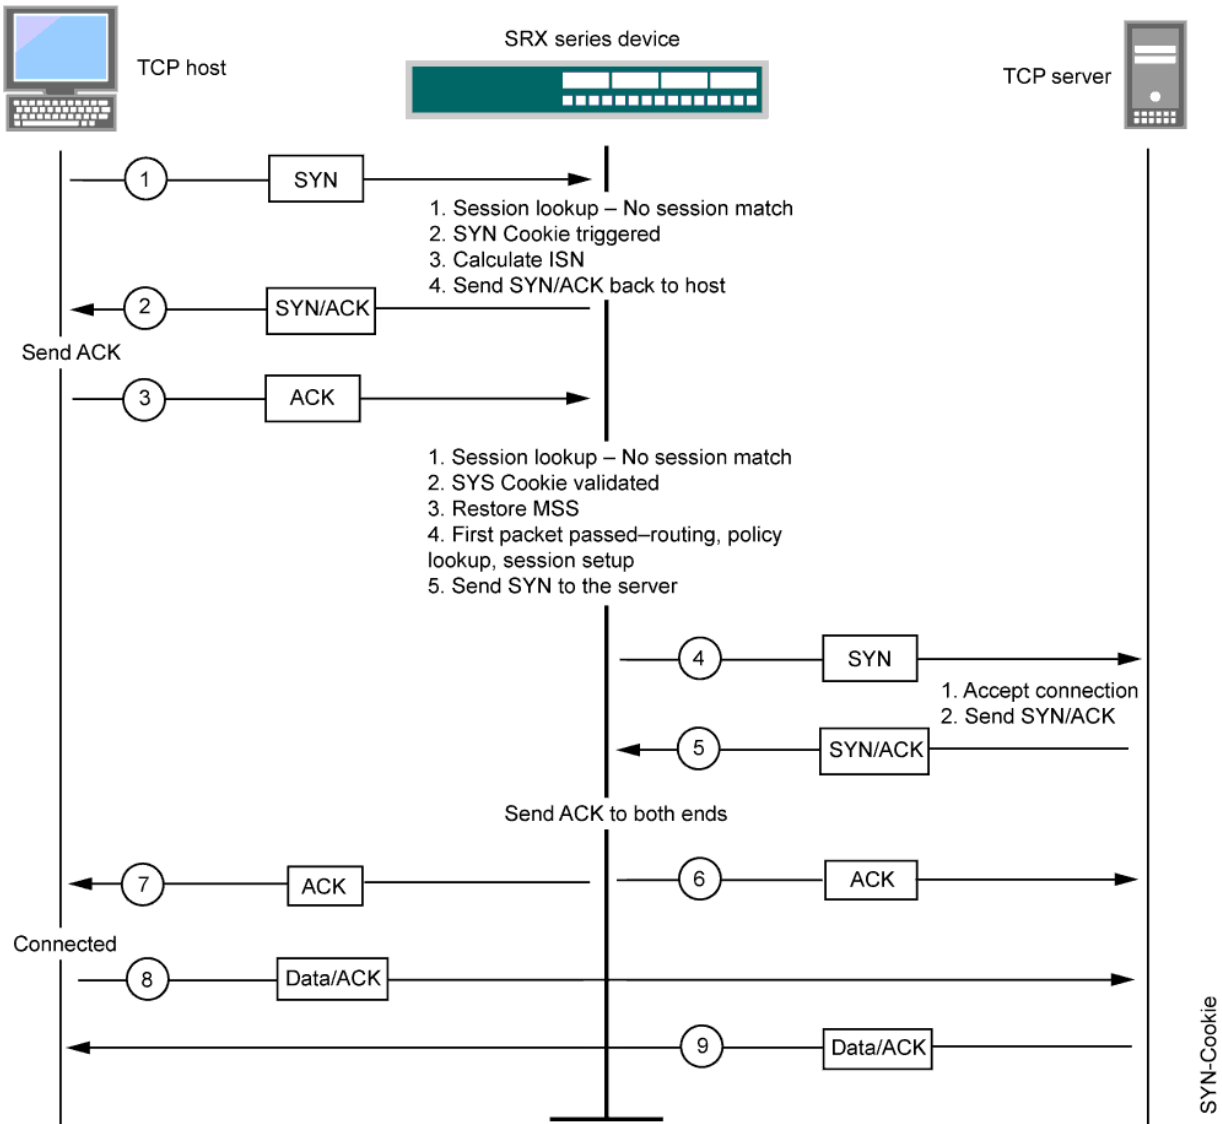 SRX series device
TCP host
TCP server
1
SYN
1. Session lookup – No session match
2. SYN Cookie triggered
3. Calculate ISN
4. Send SYN/ACK back to host
2
SYN/ACK
Send ACK
3
ACK
1. Session lookup – No session match
2. SYS Cookie validated
3. Restore MSS
4. First packet passed–routing, policy
lookup, session setup
5. Send SYN to the server
4
SYN
1. Accept connection
2. Send SYN/ACK
5
SYN/ACK
Send ACK to both ends
7
ACK
6
ACK
Connected
8
Data/ACK
9
Data/ACK
SYN-Cookie